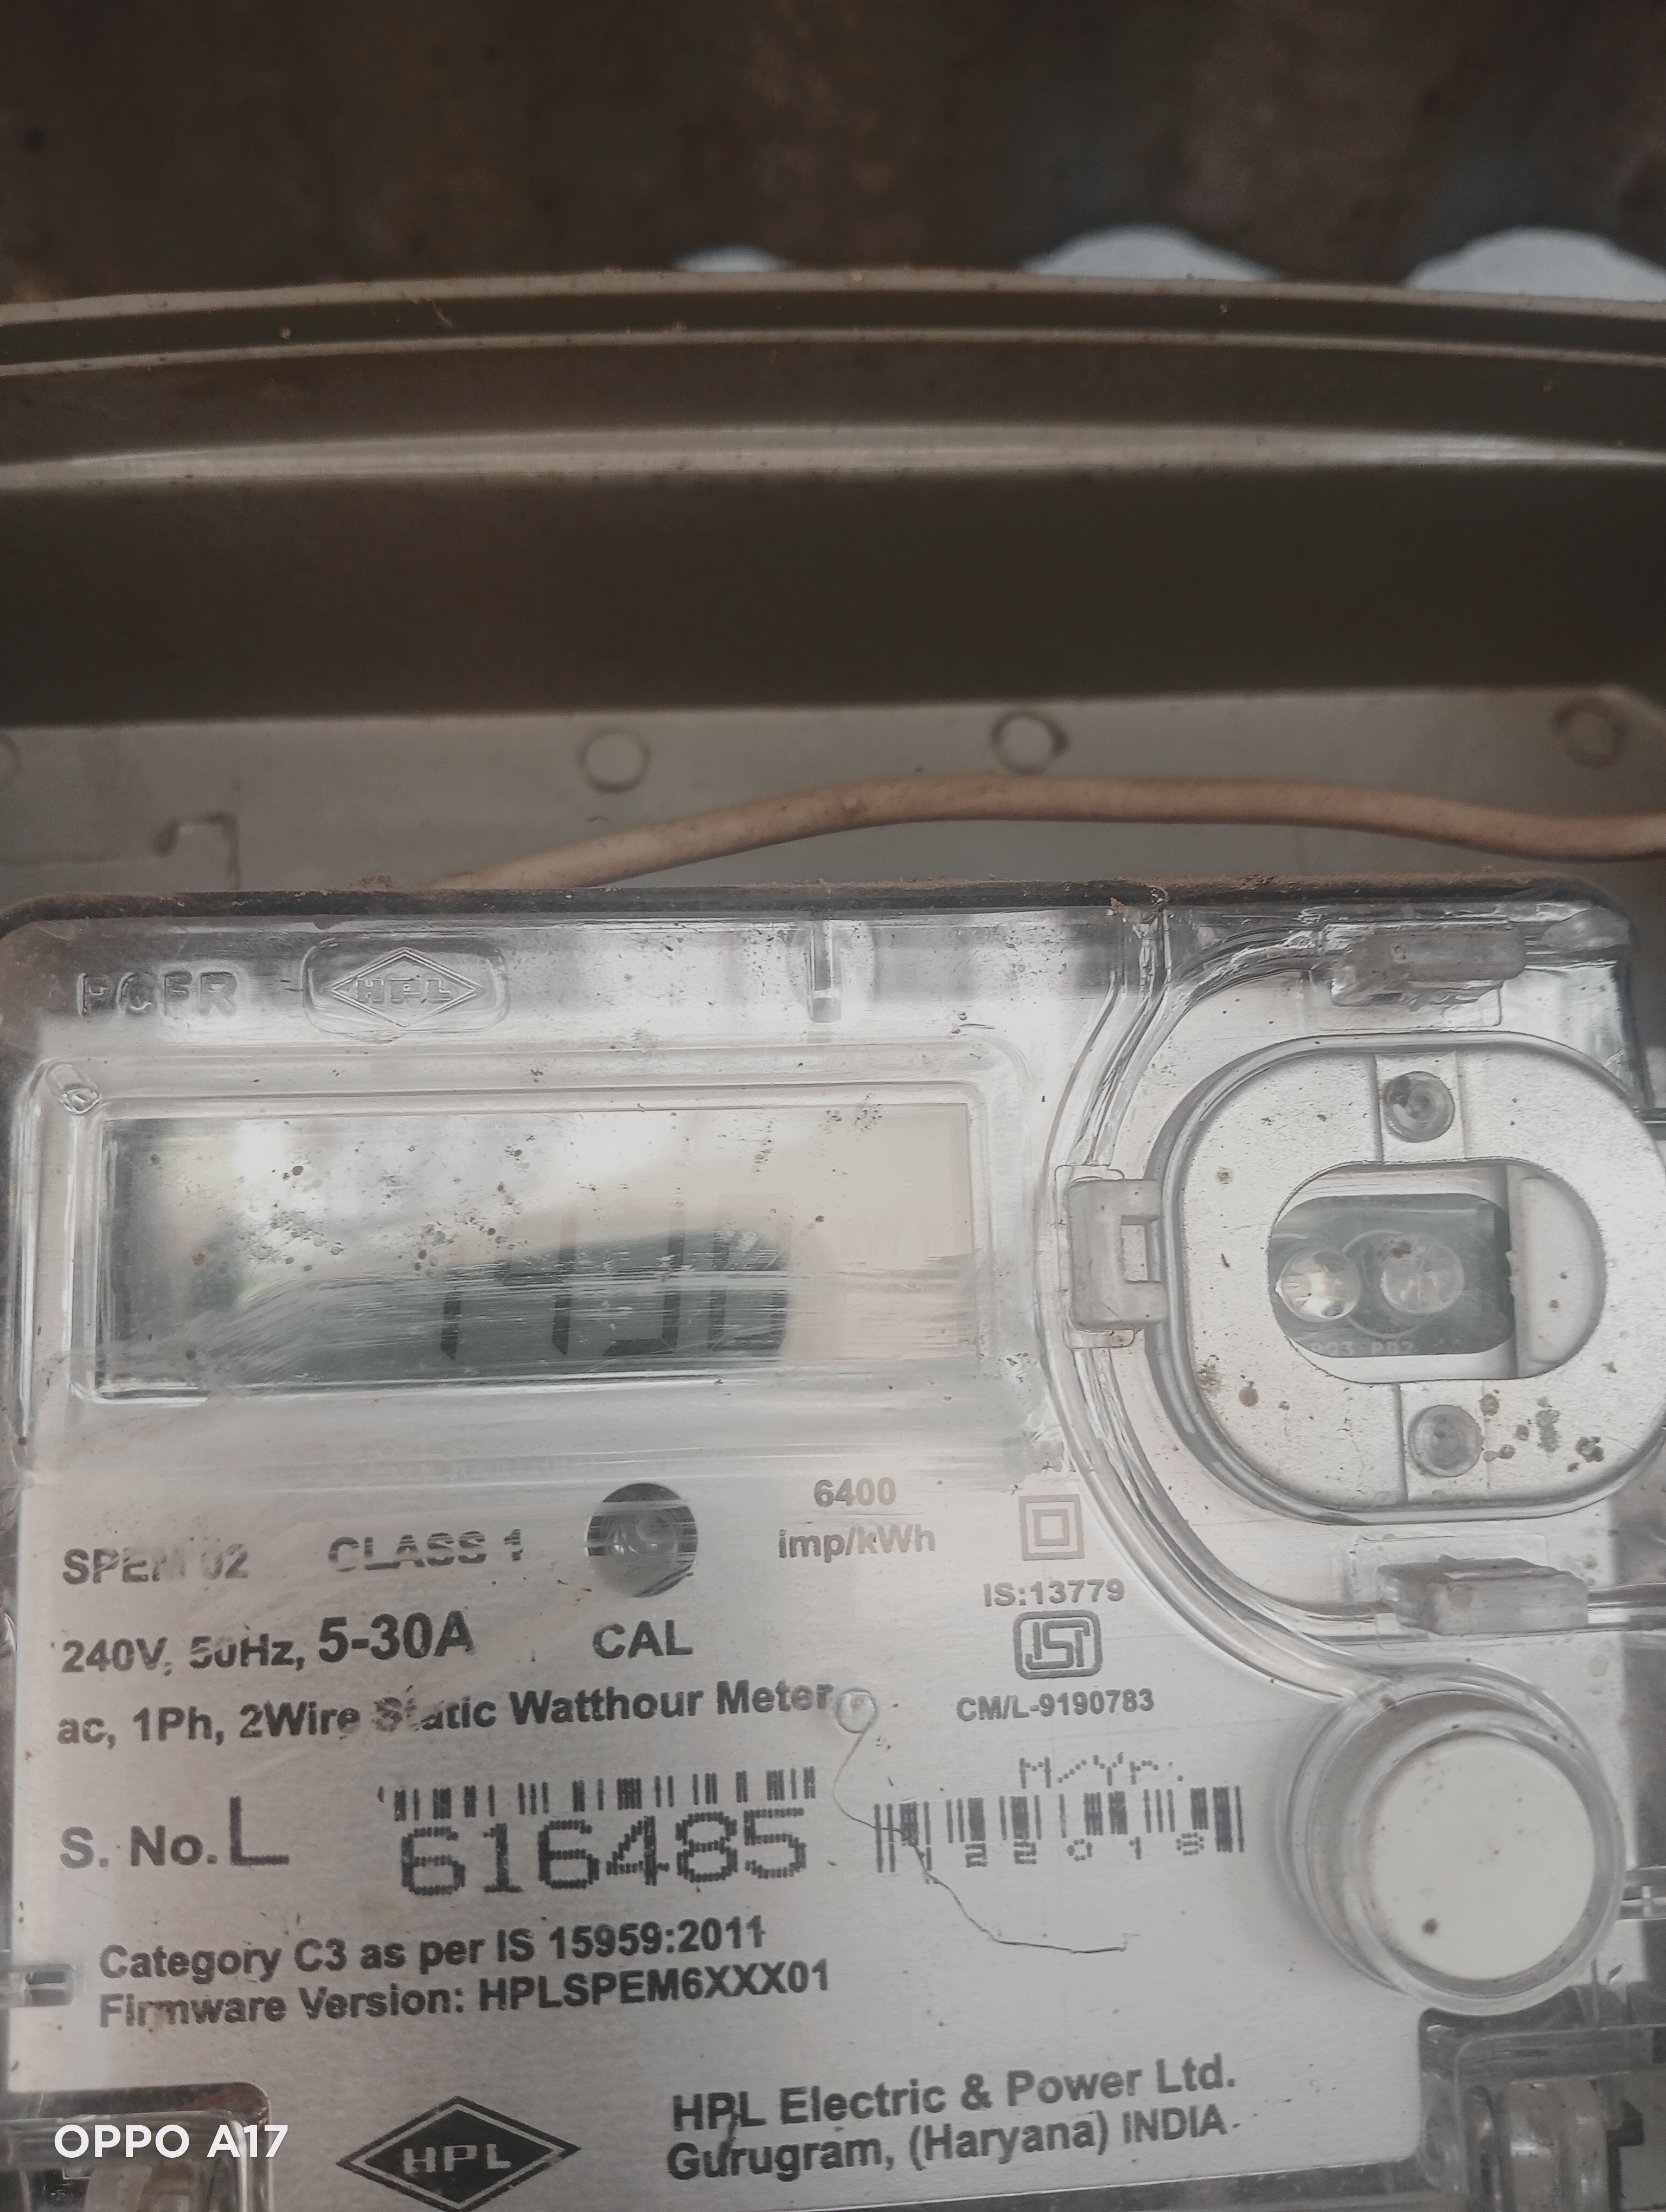 HPL
6400
imp/kWh
SPEM 02 CLASS 1
IS:13779
240V, 50Hz, 5-30A
CAL
ISI
ac, 1Ph, 2Wire Static Watthour Meter
CM/L-9190783
M/Yr.
S. No. L 616485
Category C3 as per IS 15959:2011
Firmware Version: HPLSPEM6XXX01
HPL
HPL Electric & Power Ltd.
Gurugram, (Haryana) INDIA
OPPO A17